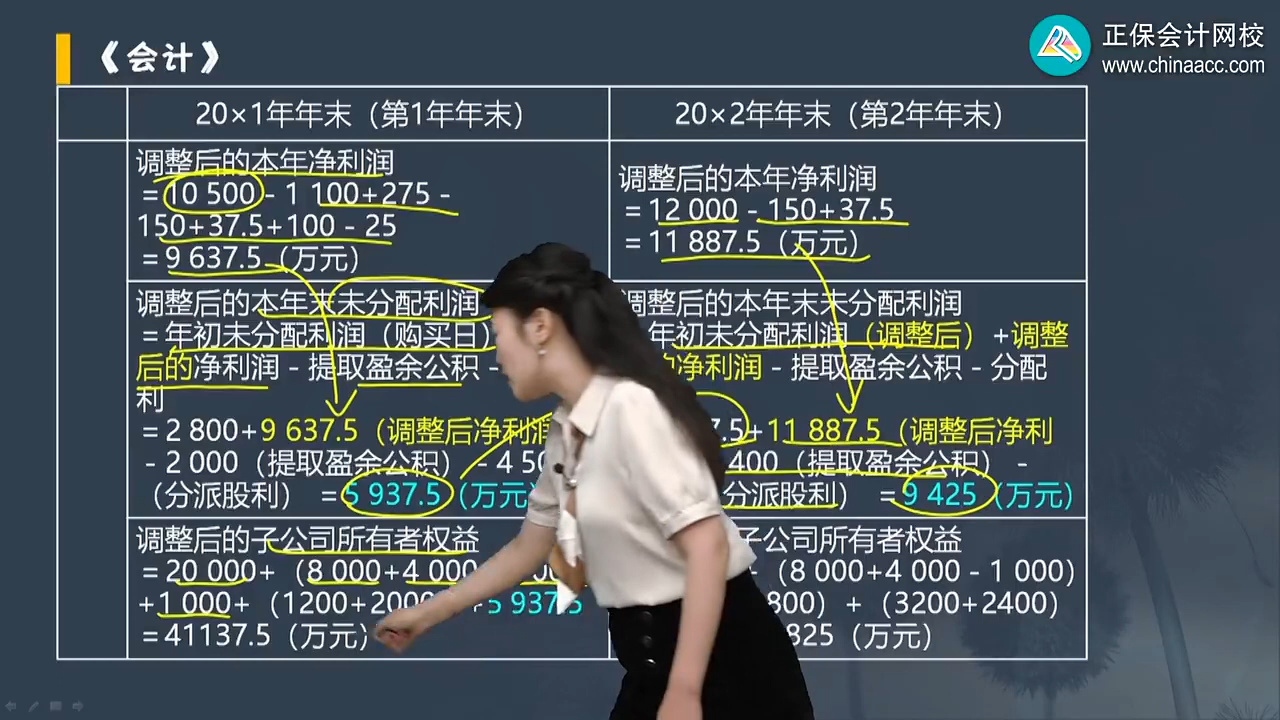 《会计》
正保会计网校
www.chinaacc.com
20×1年年末（第1年年末）
20×2年年末（第2年年末）
调整后的本年净利润
=10 500-1 100+275-
150+37.5+100-25
=9 637.5（万元）
调整后的本年净利润
=12 000-150+37.5
=11 887.5（万元）
调整后的本年末未分配利润
=年初未分配利润（购买日）
后的净利润-提取盈余公积-
利
=2 800+9 637.5（调整后净利润
-2 000（提取盈余公积）-4 50
（分派股利） =5 937.5（万元）
调整后的本年末未分配利润
年初未分配利润（调整后）+调整
净利润-提取盈余公积-分配
.5+11 887.5（调整后净利
400（提取盈余公积）-
分派股利） =9 425（万元）
调整后的子公司所有者权益
=20 000+（8 000+4 000
+1 000+（1200+2000 +5 937.5
=41137.5（万元）
子公司所有者权益
（8 000+4 000-1 000）
800）+（3200+2400）
825（万元）